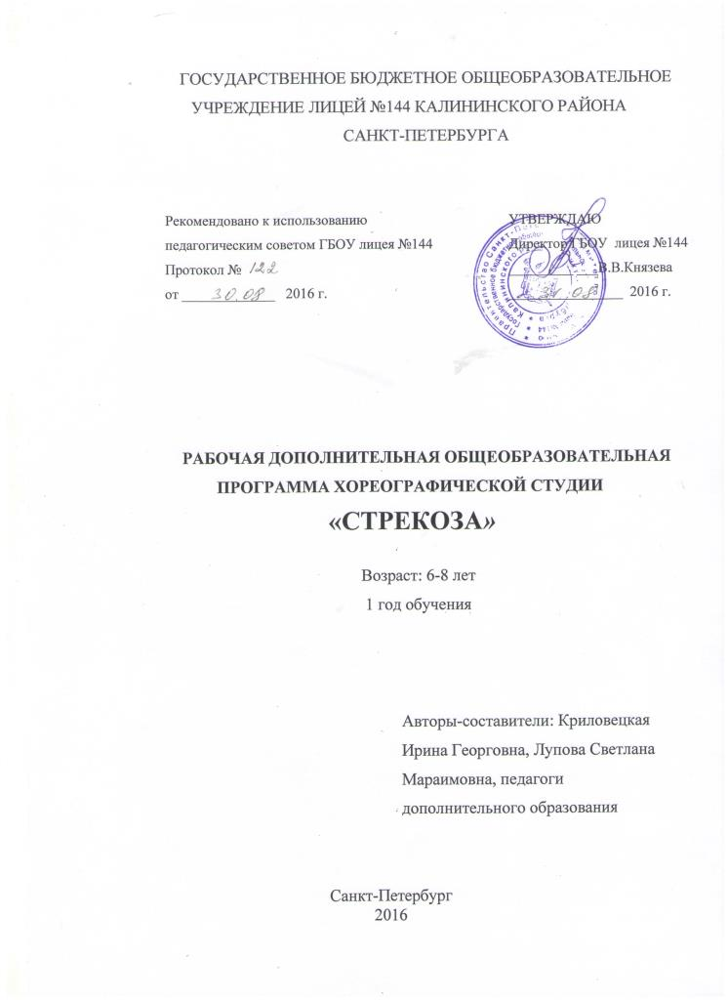 ГОСУДАРСТВЕННОЕ БЮДЖЕТНОЕ ОБЩЕОБРАЗОВАТЕЛЬНОЕ
УЧРЕЖДЕНИЕ ЛИЦЕЙ №144 КАЛИНИНСКОГО РАЙОНА
САНКТ-ПЕТЕРБУРГА
Рекомендовано к использованию
педагогическим советом ГБОУ лицея №144
Протокол № 122
от 30.08 2016 г.
УТВЕРЖДАЮ
Директор ГБОУ лицея №144
В.В.Князева
31.08 2016 г.
РАБОЧАЯ ДОПОЛНИТЕЛЬНАЯ ОБЩЕОБРАЗОВАТЕЛЬНАЯ
ПРОГРАММА ХОРЕОГРАФИЧЕСКОЙ СТУДИИ
«СТРЕКОЗА»
Возраст: 6-8 лет
1 год обучения
Авторы-составители: Криловецкая
Ирина Георговна, Лупова Светлана
Мараимовна, педагоги
дополнительного образования
Санкт-Петербург
2016